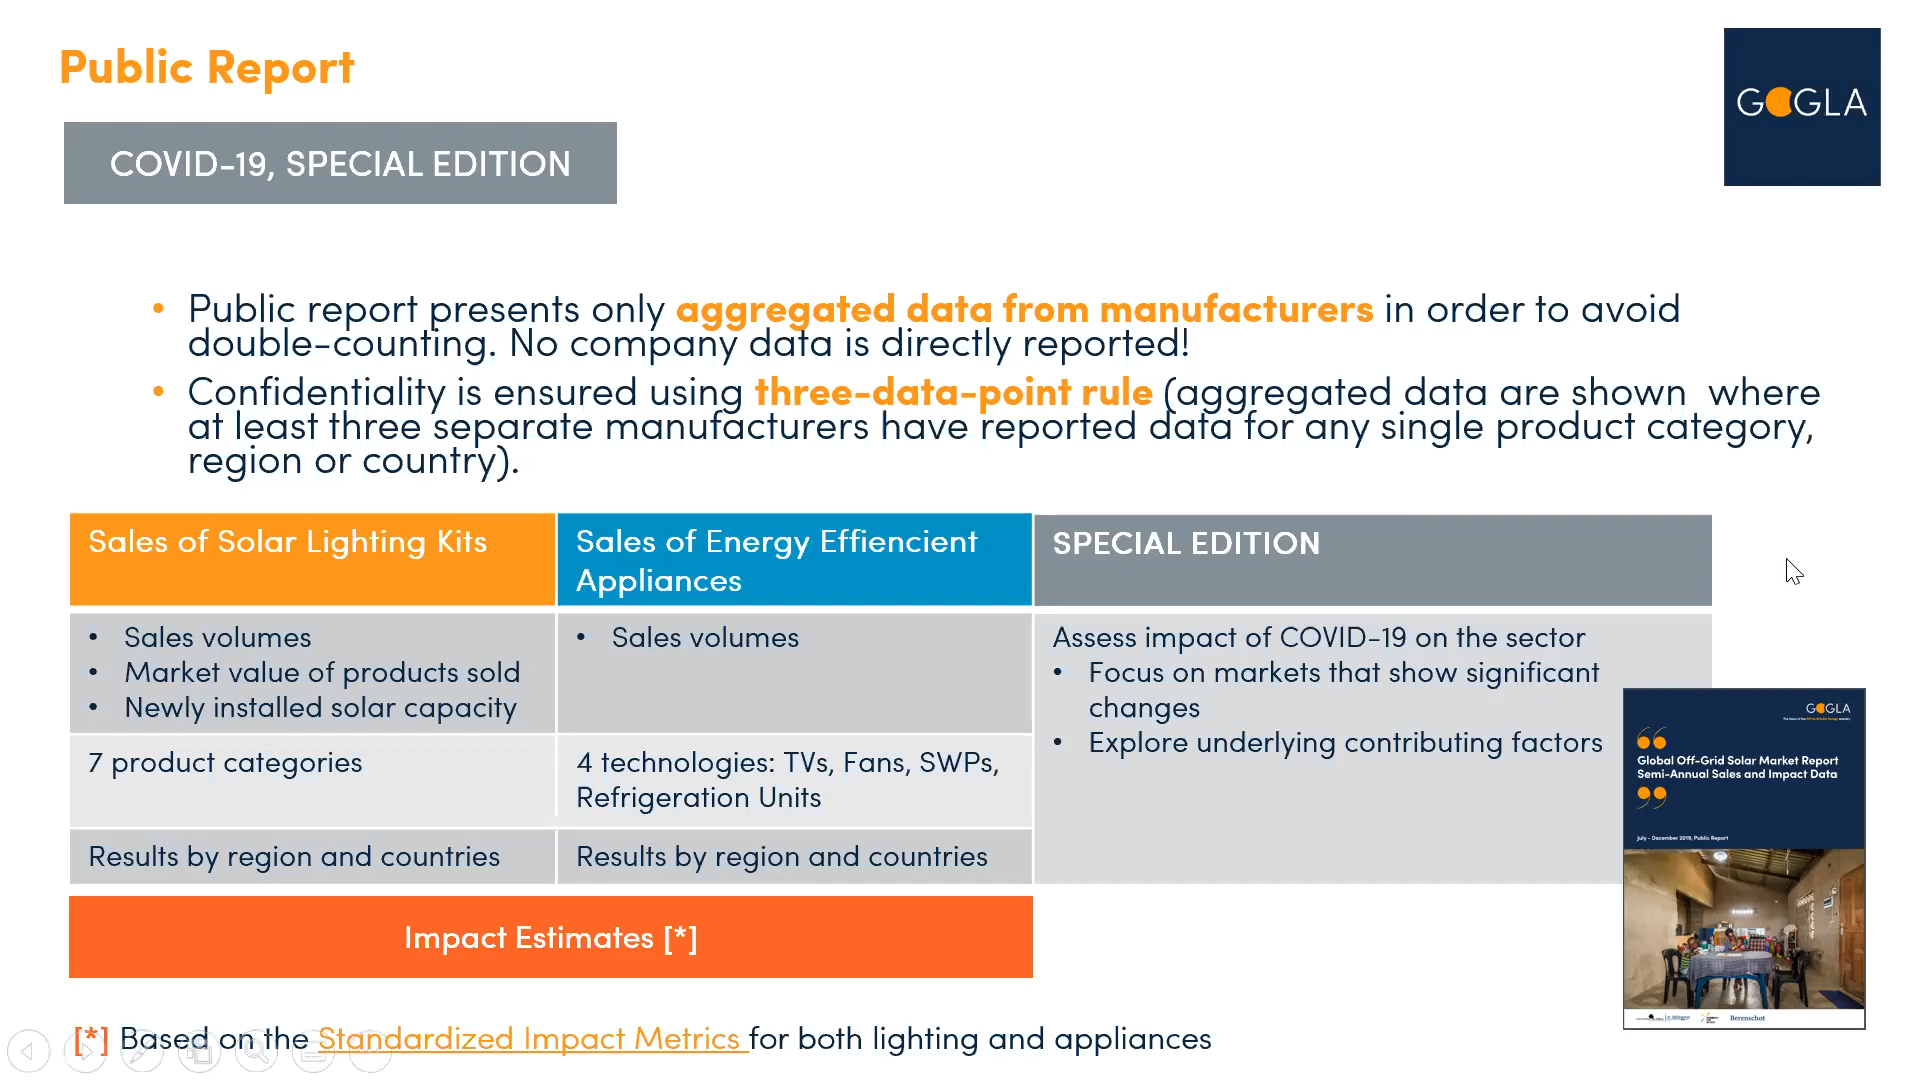 Public Report
GOGLA
COVID-19, SPECIAL EDITION
• Public report presents only aggregated data from manufacturers in order to avoid
double-counting. No company data is directly reported!
• Confidentiality is ensured using three-data-point rule (aggregated data are shown where
at least three separate manufacturers have reported data for any single product category,
region or country).
Sales of Solar Lighting Kits
Sales of Energy Effiencient
Appliances
SPECIAL EDITION
• Sales volumes
• Market value of products sold
• Newly installed solar capacity
• Sales volumes
Assess impact of COVID-19 on the sector
• Focus on markets that show significant
changes
• Explore underlying contributing factors
7 product categories
4 technologies: TVs, Fans, SWPs,
Refrigeration Units
Results by region and countries
Results by region and countries
Impact Estimates [*]
GOGLA
Global Off-Grid Solar Market Report
Semi-Annual Sales and Impact Data
July - December 2019, Public Report
Berenschot
[*] Based on the Standardized Impact Metrics for both lighting and appliances